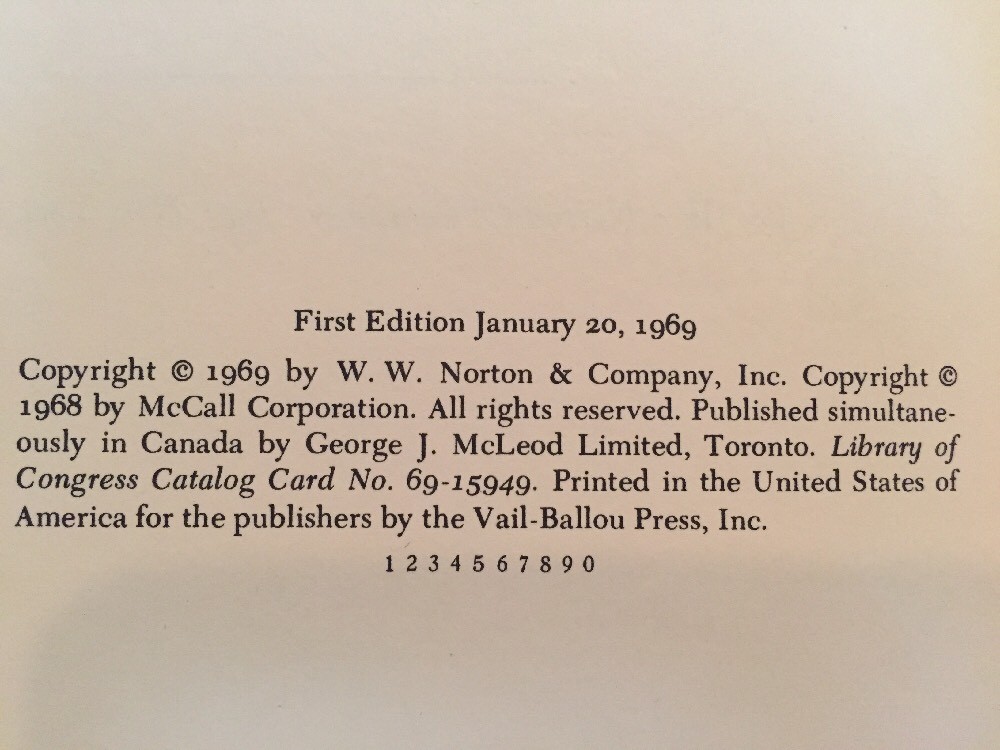 First Edition January 20, 1969
Copyright © 1969 by W. W. Norton & Company, Inc. Copyright ©
1968 by McCall Corporation. All rights reserved. Published simultane-
ously in Canada by George J. McLeod Limited, Toronto. Library of
Congress Catalog Card No. 69-15949. Printed in the United States of
America for the publishers by the Vail-Ballou Press, Inc.
1 2 3 4 5 6 7 8 9 0